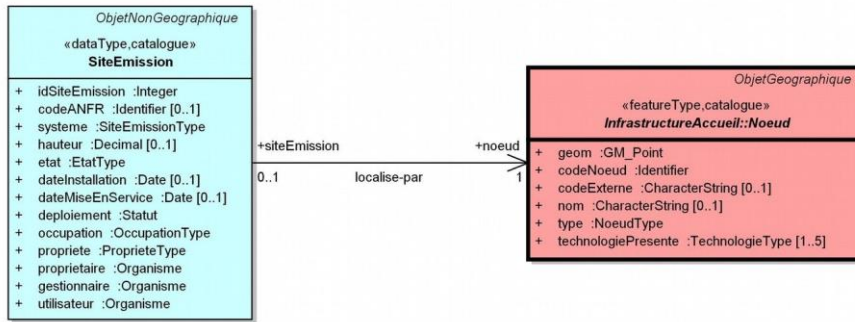 ObjetNonGeographique
«dataType,catalogue»
SiteEmission
+ idSiteEmission :Integer
+ codeANFR :Identifier [0..1]
+ systeme :SiteEmissionType
+ hauteur :Decimal [0..1]
+ etat :EtatType
+ dateInstallation :Date [0..1]
+ dateMiseEnService :Date [0..1]
+ deploiement :Statut
+ occupation :OccupationType
+ propriete :ProprieteType
+ proprietaire :Organisme
+ gestionnaire :Organisme
+ utilisateur :Organisme
+siteEmission
+noeud
0..1
localise-par
1
ObjetGeographique
«featureType,catalogue»
InfrastructureAccueil::Noeud
+ geom :GM_Point
+ codeNoeud :Identifier
+ codeExterne :CharacterString [0..1]
+ nom :CharacterString [0..1]
+ type :NoeudType
+ technologiePresente :TechnologieType [1..5]